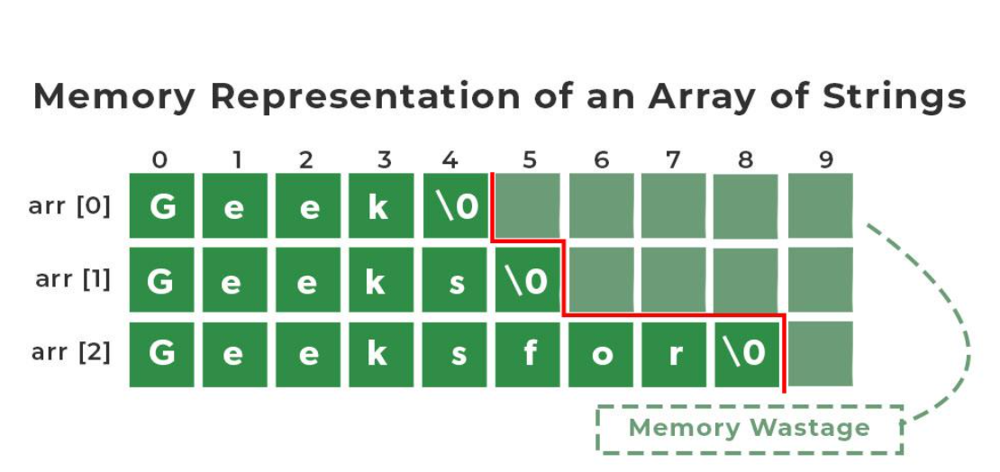 Memory Representation of an Array of Strings
0 1 2 3 4 5 6 7 8 9
arr [0] G e e k \0
arr [1] G e e k s \0
arr [2] G e e k s f o r \0
Memory Wastage